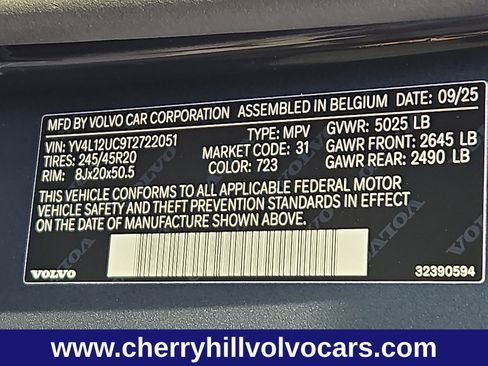 MFD BY VOLVO CAR CORPORATION ASSEMBLED IN BELGIUM DATE: 09/25
VIN: YV4L12UC9T2722051 TYPE: MPV GVWR: 5025 LB
TIRES: 245/45R20 MARKET CODE: 31 GAWR FRONT: 2645 LB
RIM: 8Jx20x50.5 COLOR: 723 GAWR REAR: 2490 LB
THIS VEHICLE CONFORMS TO ALL APPLICABLE FEDERAL MOTOR
VEHICLE SAFETY AND THEFT PREVENTION STANDARDS IN EFFECT
ON THE DATE OF MANUFACTURE SHOWN ABOVE.
VOLVO 32390594
www.cherryhillvolvocars.com